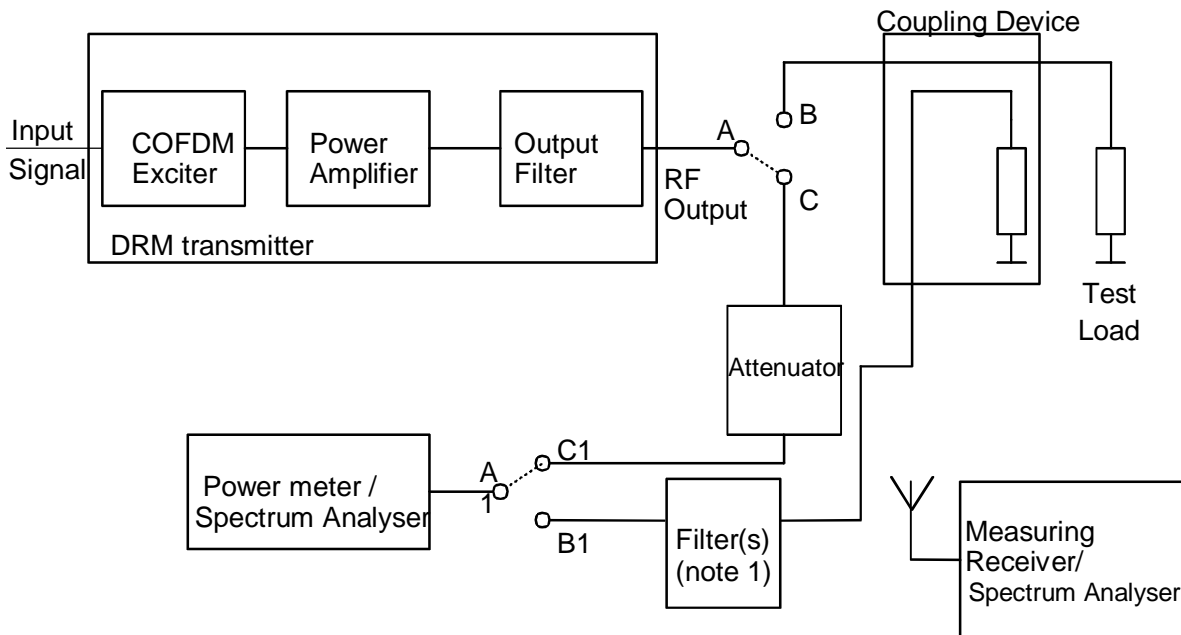 Coupling Device
Input
Signal
COFDM
Exciter
Power
Amplifier
Output
Filter
DRM transmitter
RF
Output
A
B
C
Test
Load
Attenuator
Power meter /
Spectrum Analyser
A
1
C1
B1
Filter(s)
(note 1)
Measuring
Receiver/
Spectrum Analyser